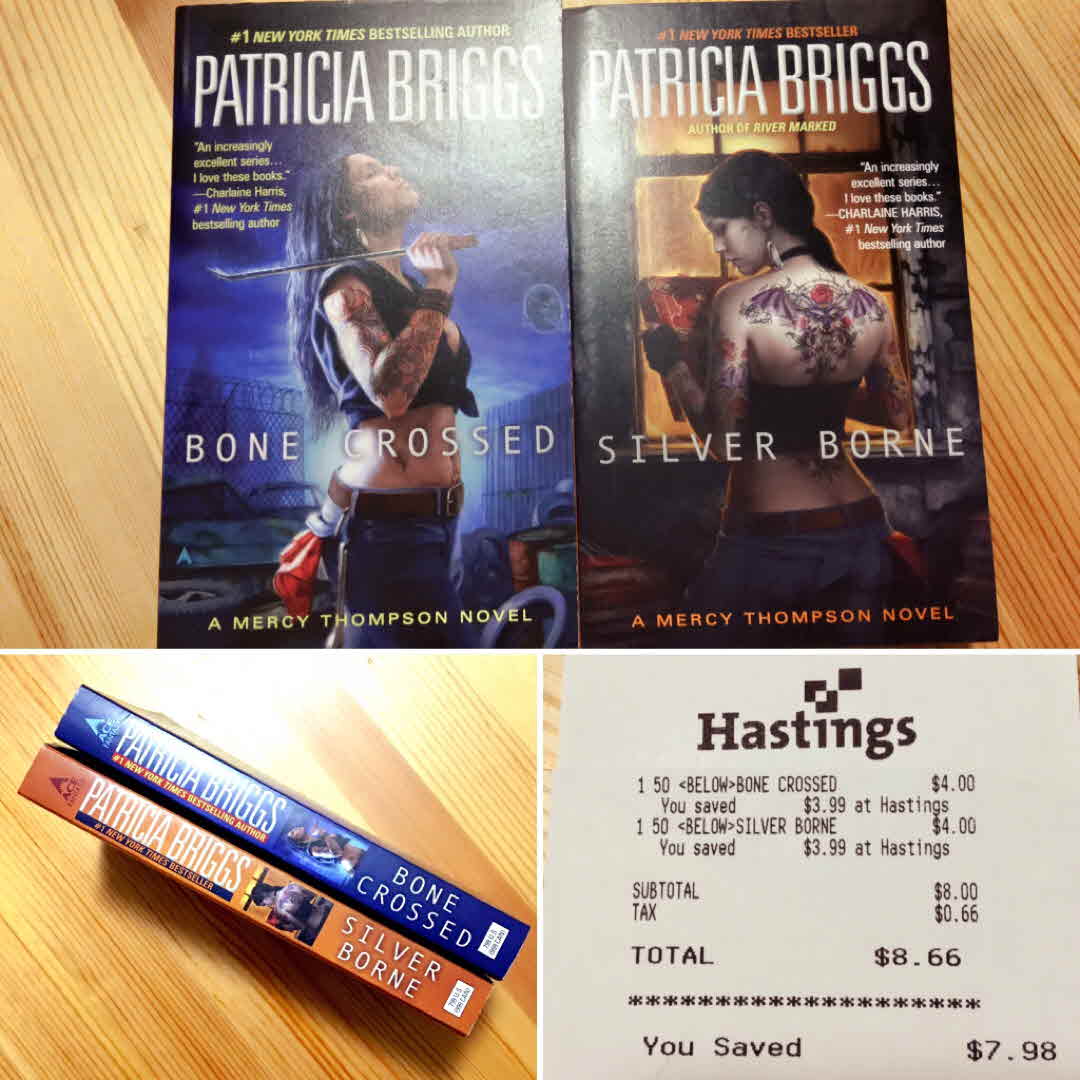 #1 NEW YORK TIMES BESTSELLING AUTHOR
PATRICIA BRIGGS
"An increasingly
excellent series...
I love these books."
—Charlaine Harris,
#1 New York Times
bestselling author
BONE CROSSED
A MERCY THOMPSON NOVEL
#1 NEW YORK TIMES BESTSELLER
PATRICIA BRIGGS
AUTHOR OF RIVER MARKED
"An increasingly
excellent series...
I love these books."
—CHARLAINE HARRIS,
#1 New York Times
bestselling author
SILVER BORNE
A MERCY THOMPSON NOVEL
ACE
FANTASY
PATRICIA BRIGGS
#1 NEW YORK TIMES BESTSELLING AUTHOR
BONE
CROSSED
ACE
FANTASY
PATRICIA BRIGGS
#1 NEW YORK TIMES BESTSELLER
SILVER
BORNE
Hastings
1 50 <BELOW>BONE CROSSED $4.00
You saved $3.99 at Hastings
1 50 <BELOW>SILVER BORNE $4.00
You saved $3.99 at Hastings
SUBTOTAL $8.00
TAX $0.66
TOTAL $8.66
**********************
You Saved $7.98